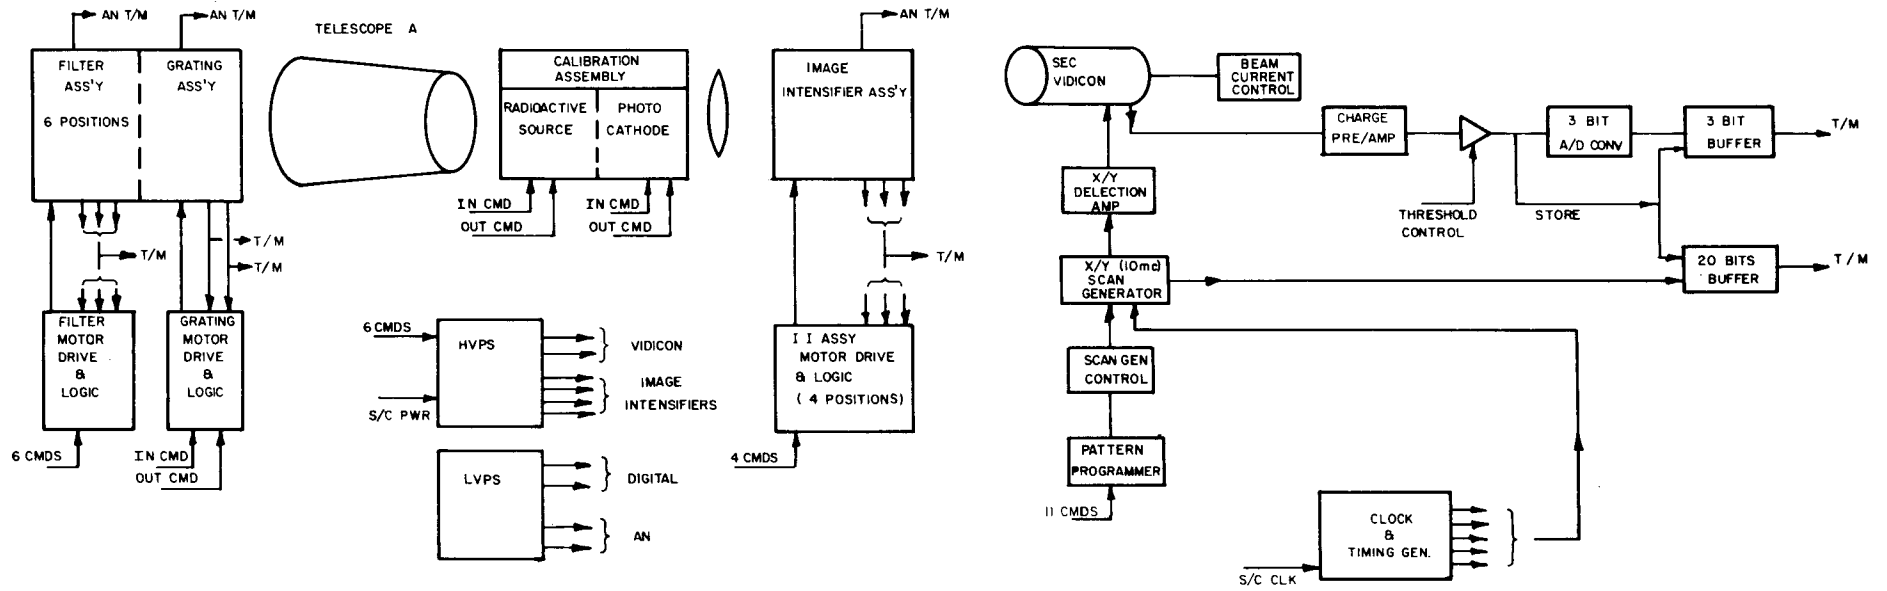 AN T/M
AN T/M
TELESCOPE A
AN T/M
FILTER
ASS'Y
6 POSITIONS
GRATING
ASS'Y
CALIBRATION
ASSEMBLY
RADIOACTIVE
SOURCE
PHOTO
CATHODE
IN CMD
OUT CMD
IN CMD
OUT CMD
IMAGE
INTENSIFIER ASS'Y
T/M
T/M
T/M
T/M
FILTER
MOTOR
DRIVE
&
LOGIC
GRATING
MOTOR
DRIVE
&
LOGIC
6 CMDS
IN CMD
OUT CMD
6 CMDS
HVPS
S/C PWR
VIDICON
IMAGE
INTENSIFIERS
LVPS
DIGITAL
AN
I I ASSY
MOTOR DRIVE
& LOGIC
( 4 POSITIONS)
4 CMDS
SEC
VIDICON
BEAM
CURRENT
CONTROL
CHARGE
PRE/AMP
3 BIT
A/D CONV
3 BIT
BUFFER
T/M
X/Y
DELECTION
AMP
THRESHOLD
CONTROL
STORE
X/Y (10mc)
SCAN
GENERATOR
20 BITS
BUFFER
T/M
SCAN GEN
CONTROL
PATTERN
PROGRAMMER
11 CMDS
CLOCK
&
TIMING GEN.
S/C CLK